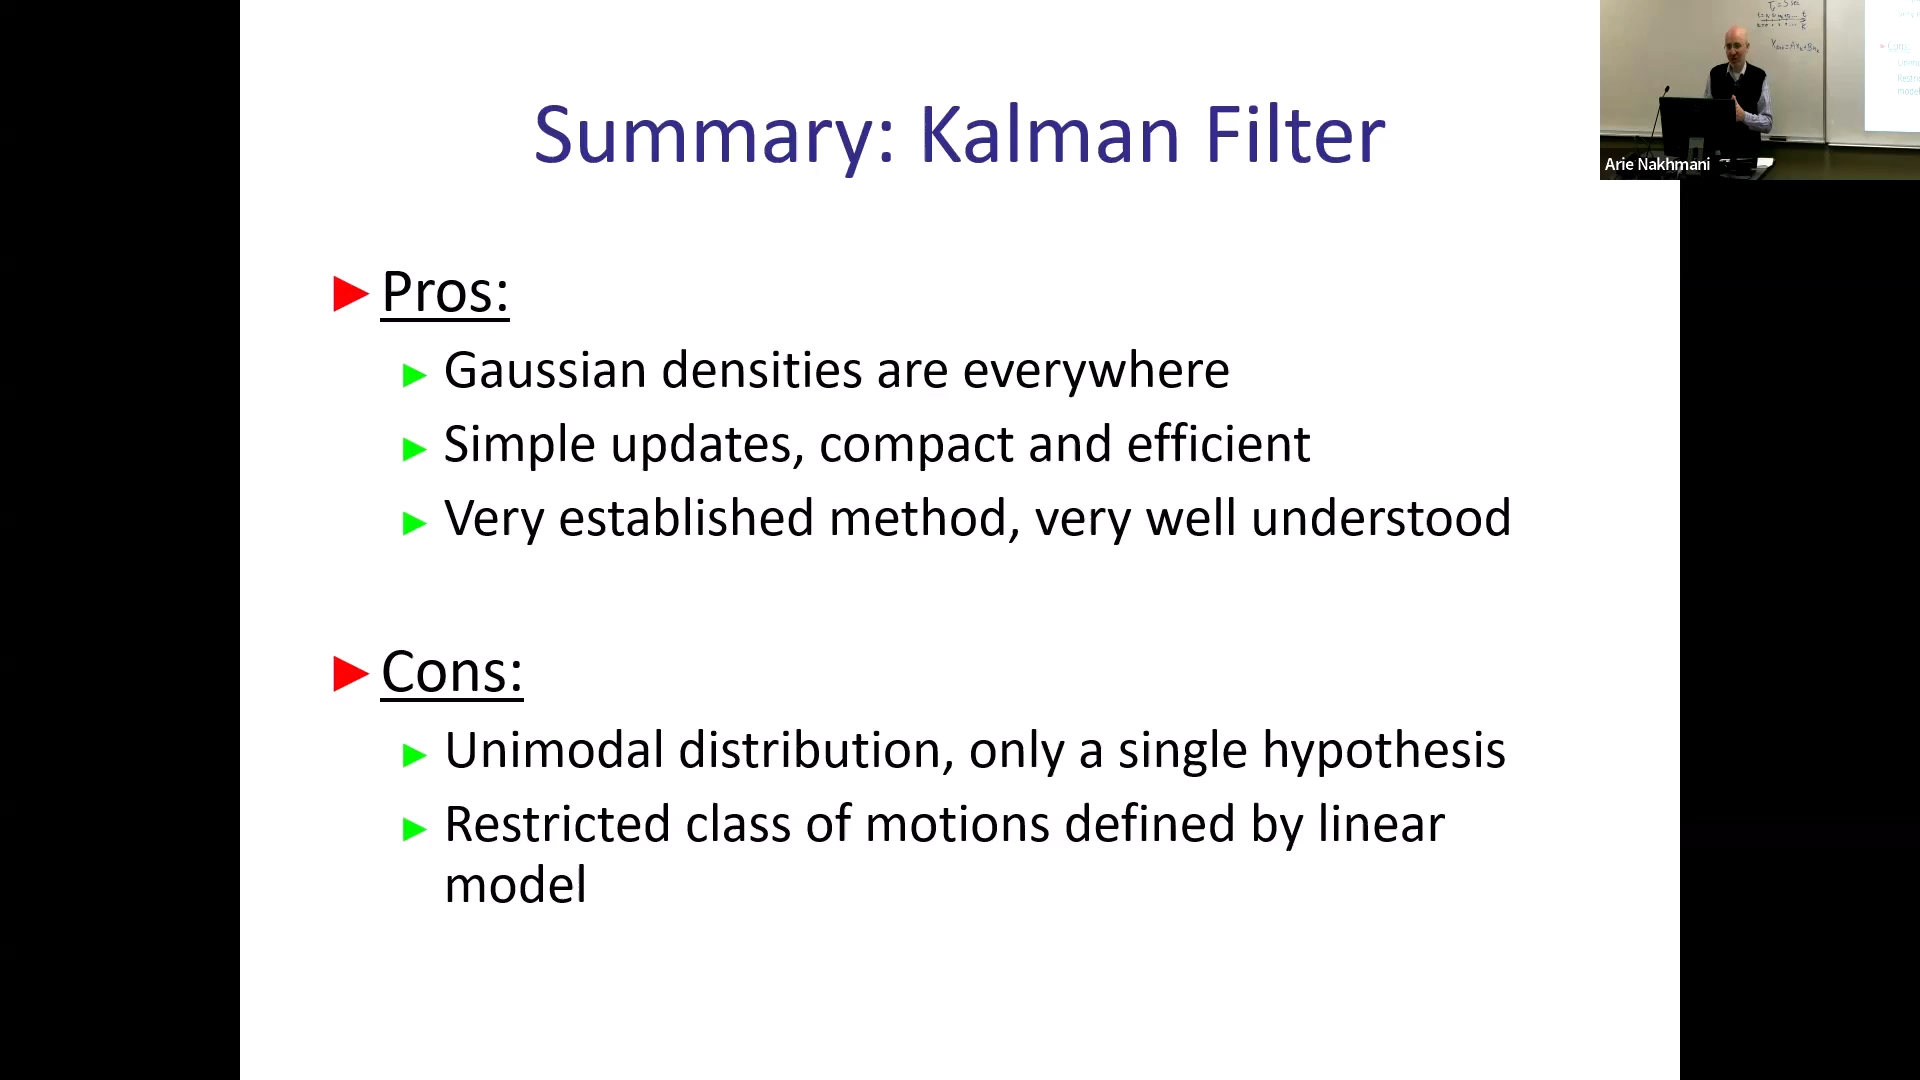 Summary: Kalman Filter
Pros:
Gaussian densities are everywhere
Simple updates, compact and efficient
Very established method, very well understood
Cons:
Unimodal distribution, only a single hypothesis
Restricted class of motions defined by linear
model
Arie Nakhmani
Cons: